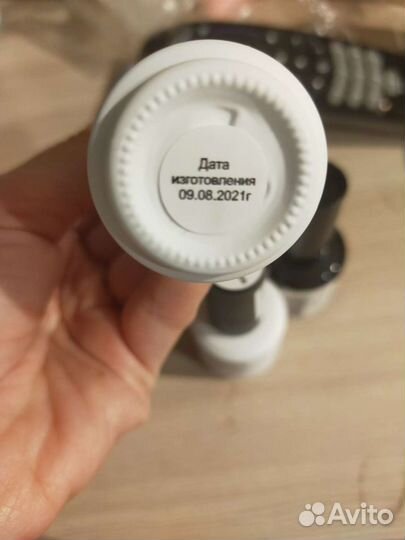 Дата
изготовления
09.08.2021г
Avito